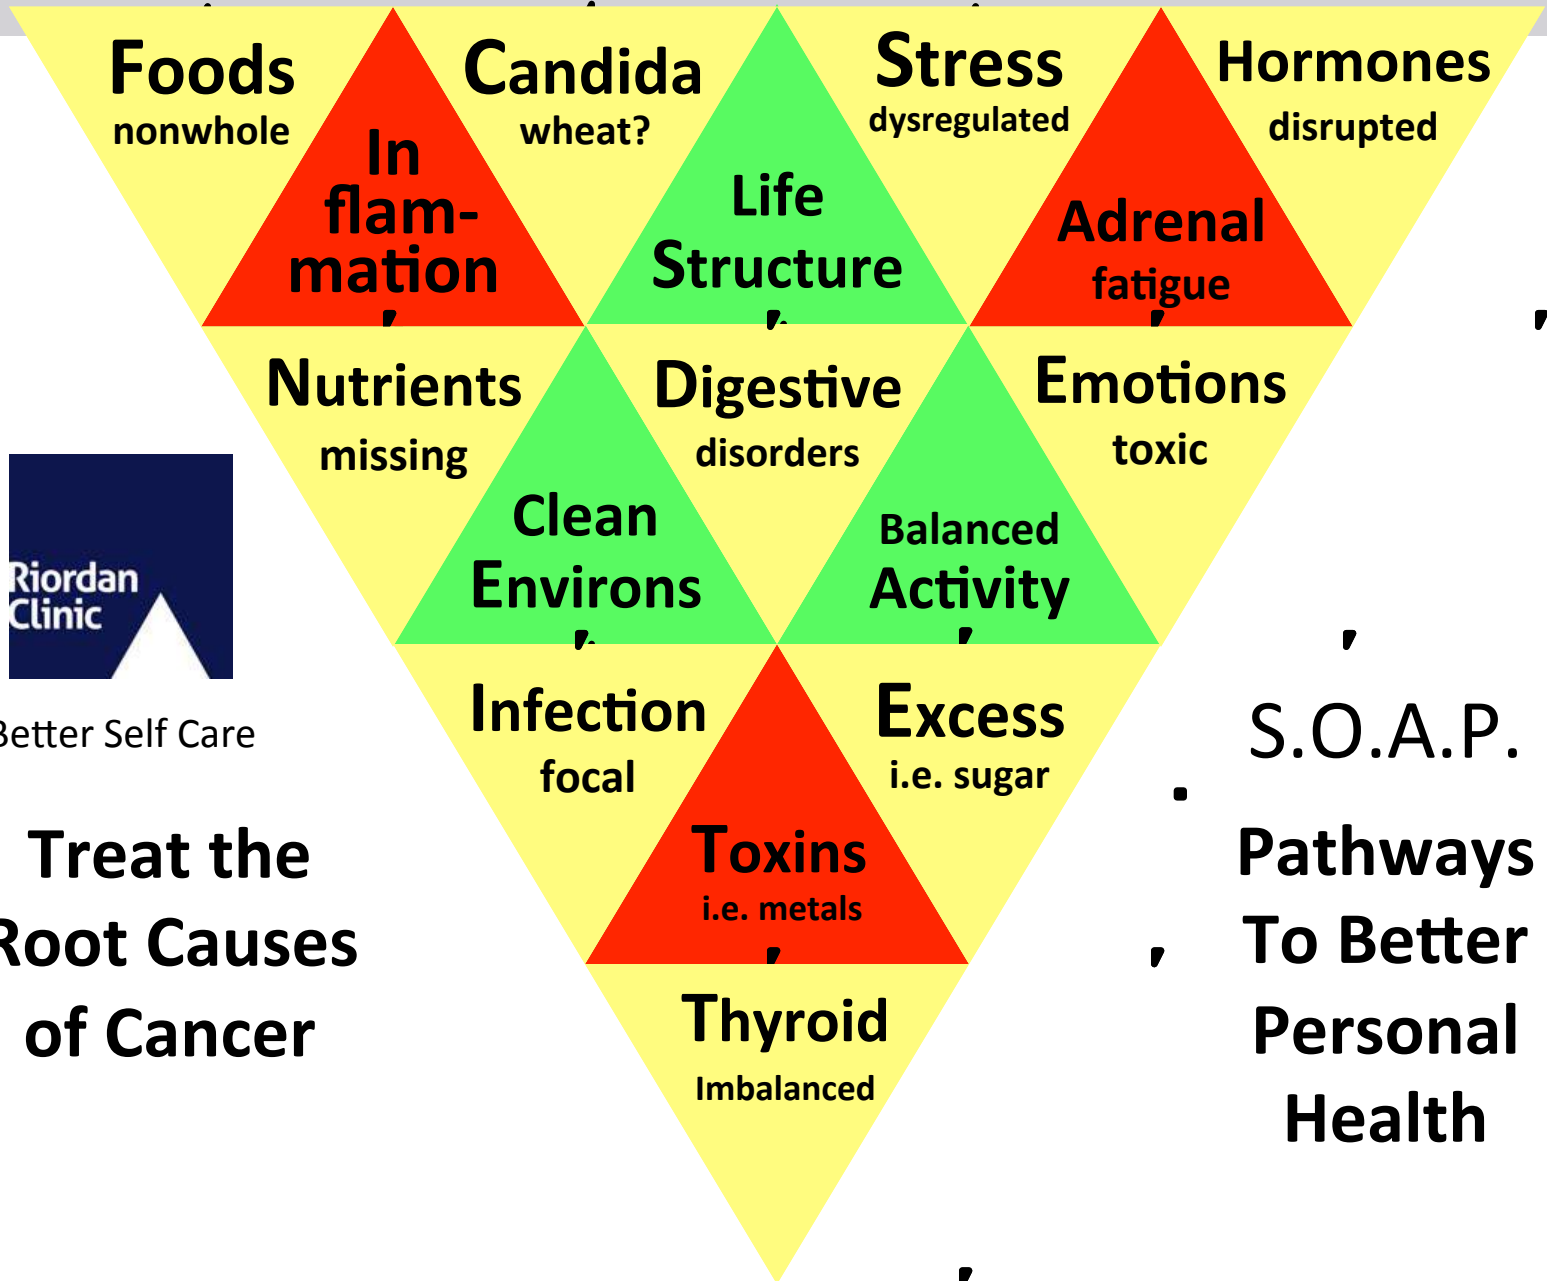 Foods
nonwhole
In
flam-
mation
Candida
wheat?
Life
Structure
Stress
dysregulated
Adrenal
fatigue
Hormones
disrupted
Nutrients
missing
Clean
Environs
Digestive
disorders
Balanced
Activity
Emotions
toxic
Riordan
Clinic
Better Self Care
Treat the
Root Causes
of Cancer
Infection
focal
Toxins
i.e. metals
Excess
i.e. sugar
Thyroid
Imbalanced
S.O.A.P.
Pathways
To Better
Personal
Health